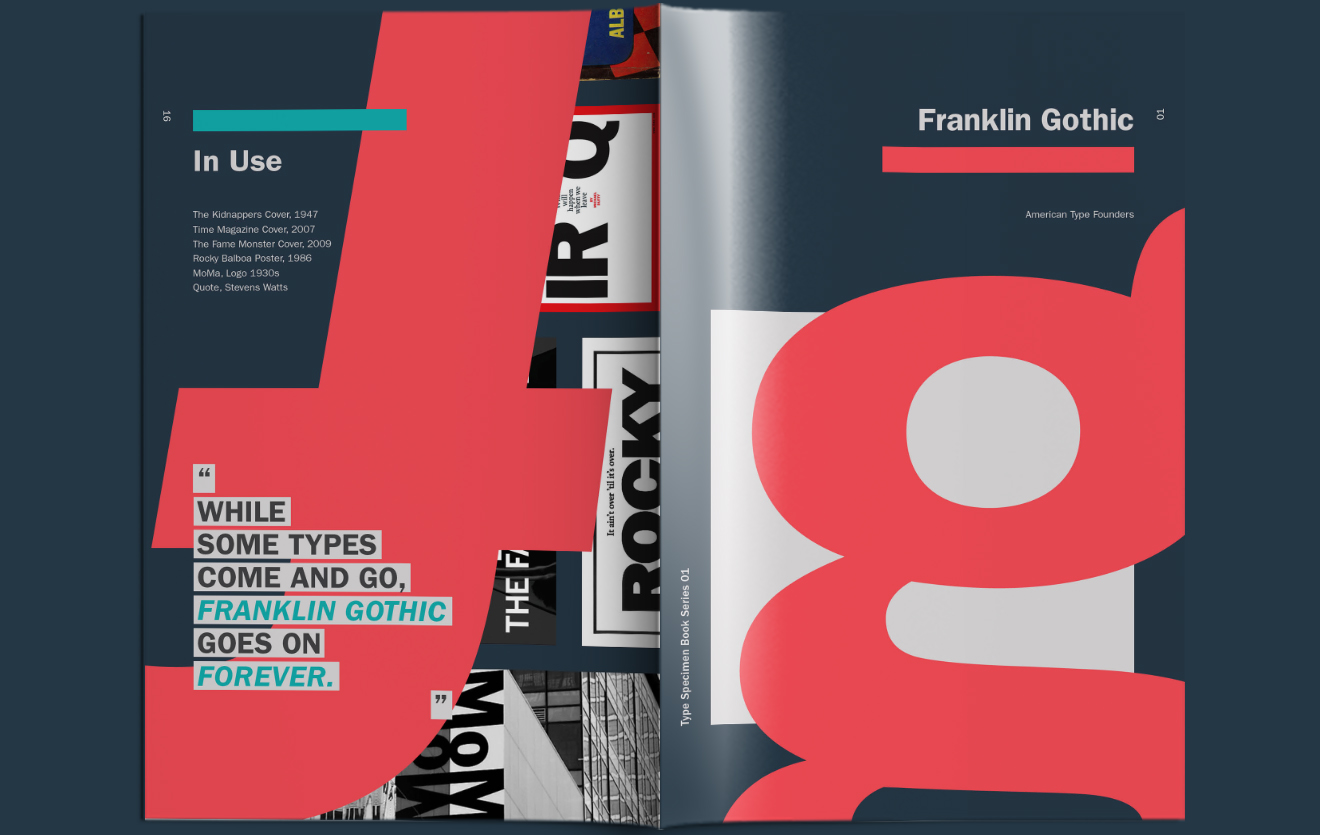 16
In Use
The Kidnappers Cover, 1947
Time Magazine Cover, 2007
The Fame Monster Cover, 2009
Rocky Balboa Poster, 1986
MoMa, Logo 1930s
Quote, Stevens Watts
“
WHILE
SOME TYPES
COME AND GO,
FRANKLIN GOTHIC
GOES ON
FOREVER.
”
ALB
IR Q
will
happen
when we
leave
THE FA
It ain't over 'til it's over.
ROCKY
MoM
MoM
Franklin Gothic
01
American Type Founders
Type Specimen Book Series 01
g